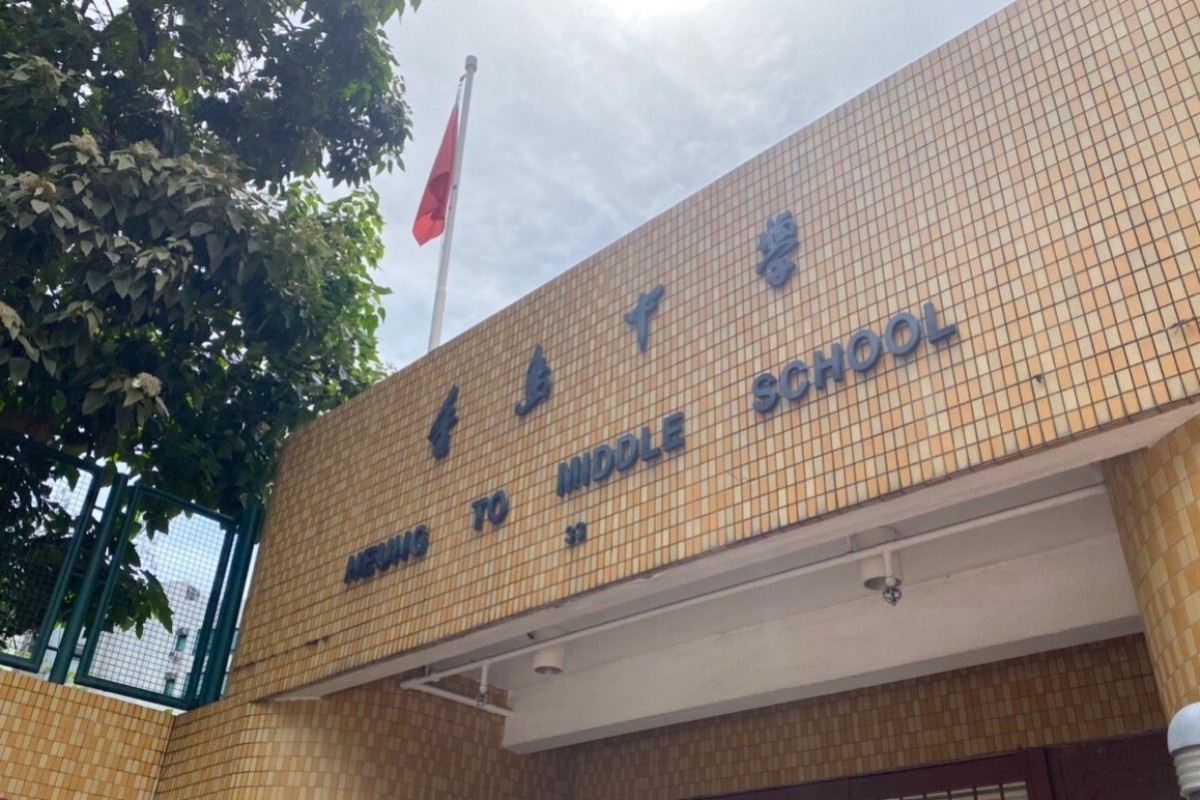 香島中學
HEUNG TO MIDDLE SCHOOL
33